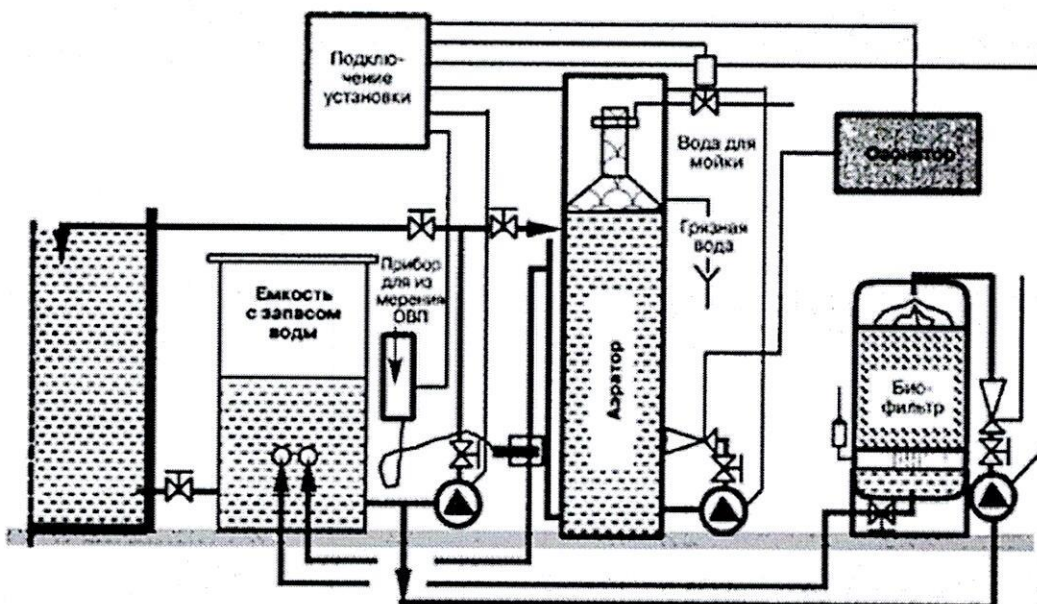 Подклю-
чение
установки
Вода для
мойки
Озонатор
Грязная
вода
Прибор
для из
мерения
ОВП
Емкость
с запасом
воды
Аэратор
Био-
фильтр